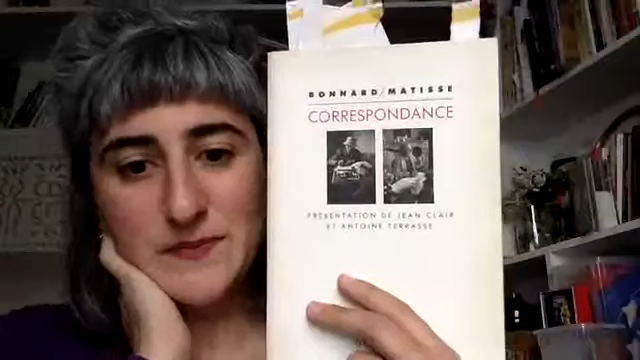 BONNARD/MATISSE
CORRESPONDANCE
PRÉSENTATION DE JEAN CLAIR
ET ANTOINE TERRASSE